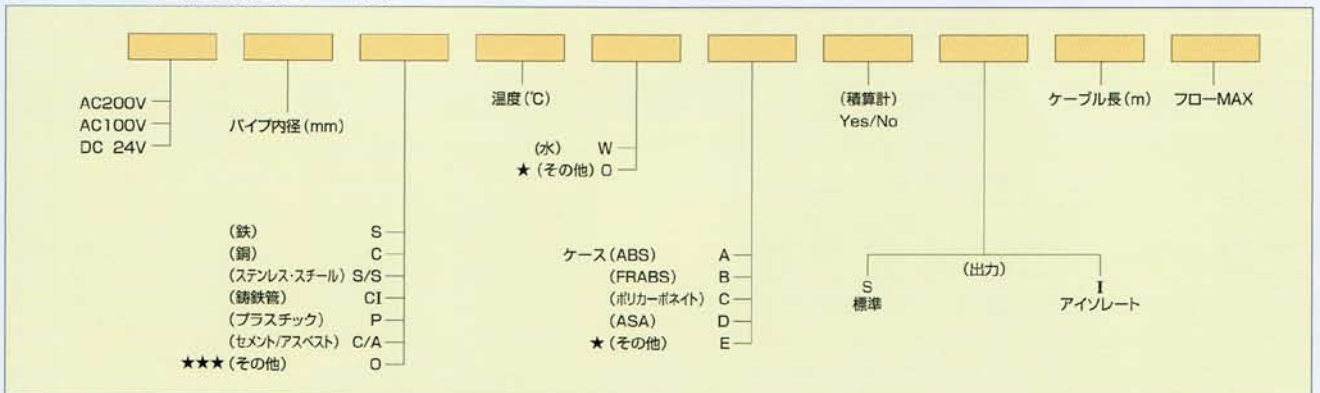 AC200V
AC100V
DC 24V
パイプ内径(mm)
(鉄) S
(銅) C
(ステンレス・スチール) S/S
(鋳鉄管) CI
(プラスチック) P
(セメント/アスベスト) C/A
★★★(その他) O
温度(℃)
(水) W
★(その他) O
ケース(ABS) A
(FRABS) B
(ポリカーボネイト) C
(ASA) D
★(その他) E
(積算計)
Yes/No
(出力)
S
標準
I
アイソレート
ケーブル長(m)
フローMAX